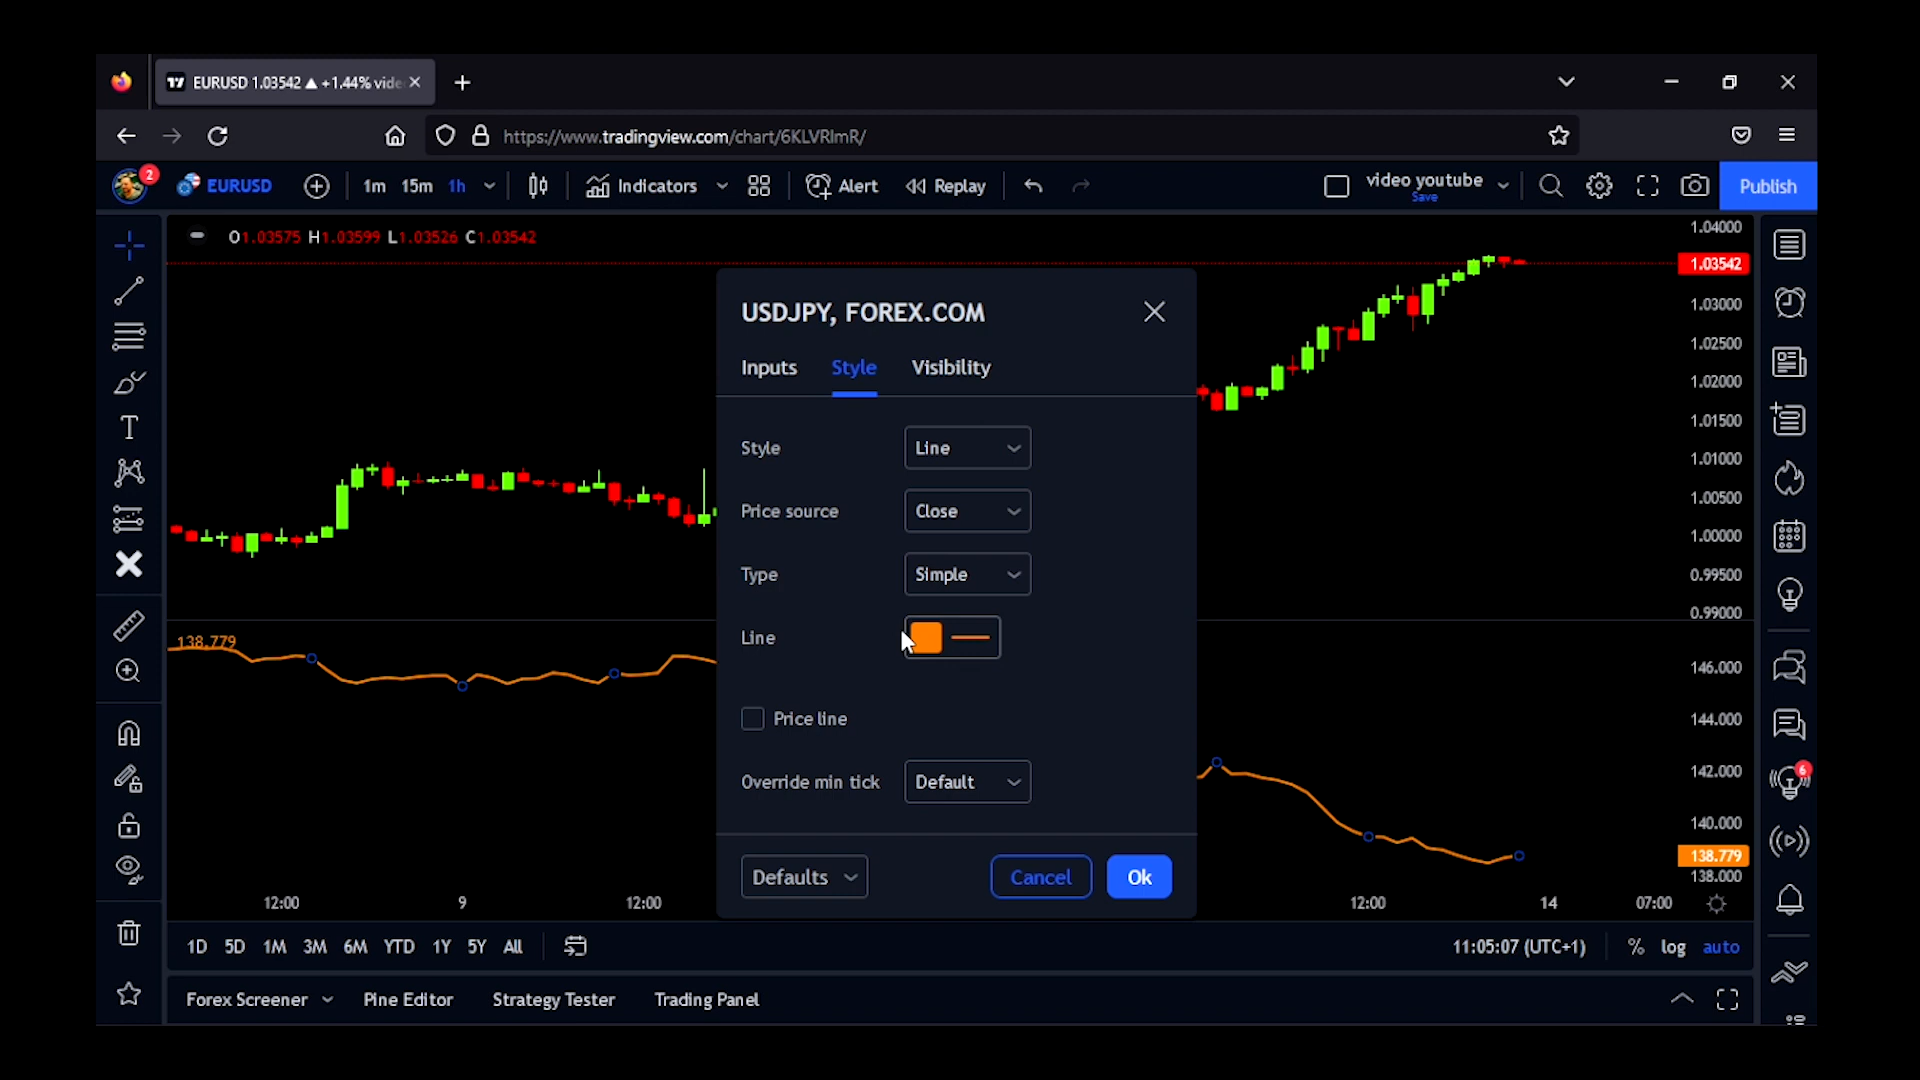 EURUSD 1.03542 ▲ +1.44% vide
https://www.tradingview.com/chart/6KLVRImR/
2
EURUSD
1m 15m 1h
Indicators
Alert
Replay
video youtube
Save
Publish
O1.03575 H1.03599 L1.03526 C1.03542
1.04000
1.03542
1.03000
1.02500
1.02000
1.01500
1.01000
1.00500
1.00000
0.99500
0.99000
USDJPY, FOREX.COM
Inputs Style Visibility
Style Line
Price source Close
Type Simple
Line
Price line
Override min tick Default
Defaults Cancel Ok
138.779
146.000
144.000
142.000
140.000
138.779
138.000
6
12:00 9 12:00 12:00 14 07:00
1D 5D 1M 3M 6M YTD 1Y 5Y All
11:05:07 (UTC+1) % log auto
Forex Screener Pine Editor Strategy Tester Trading Panel